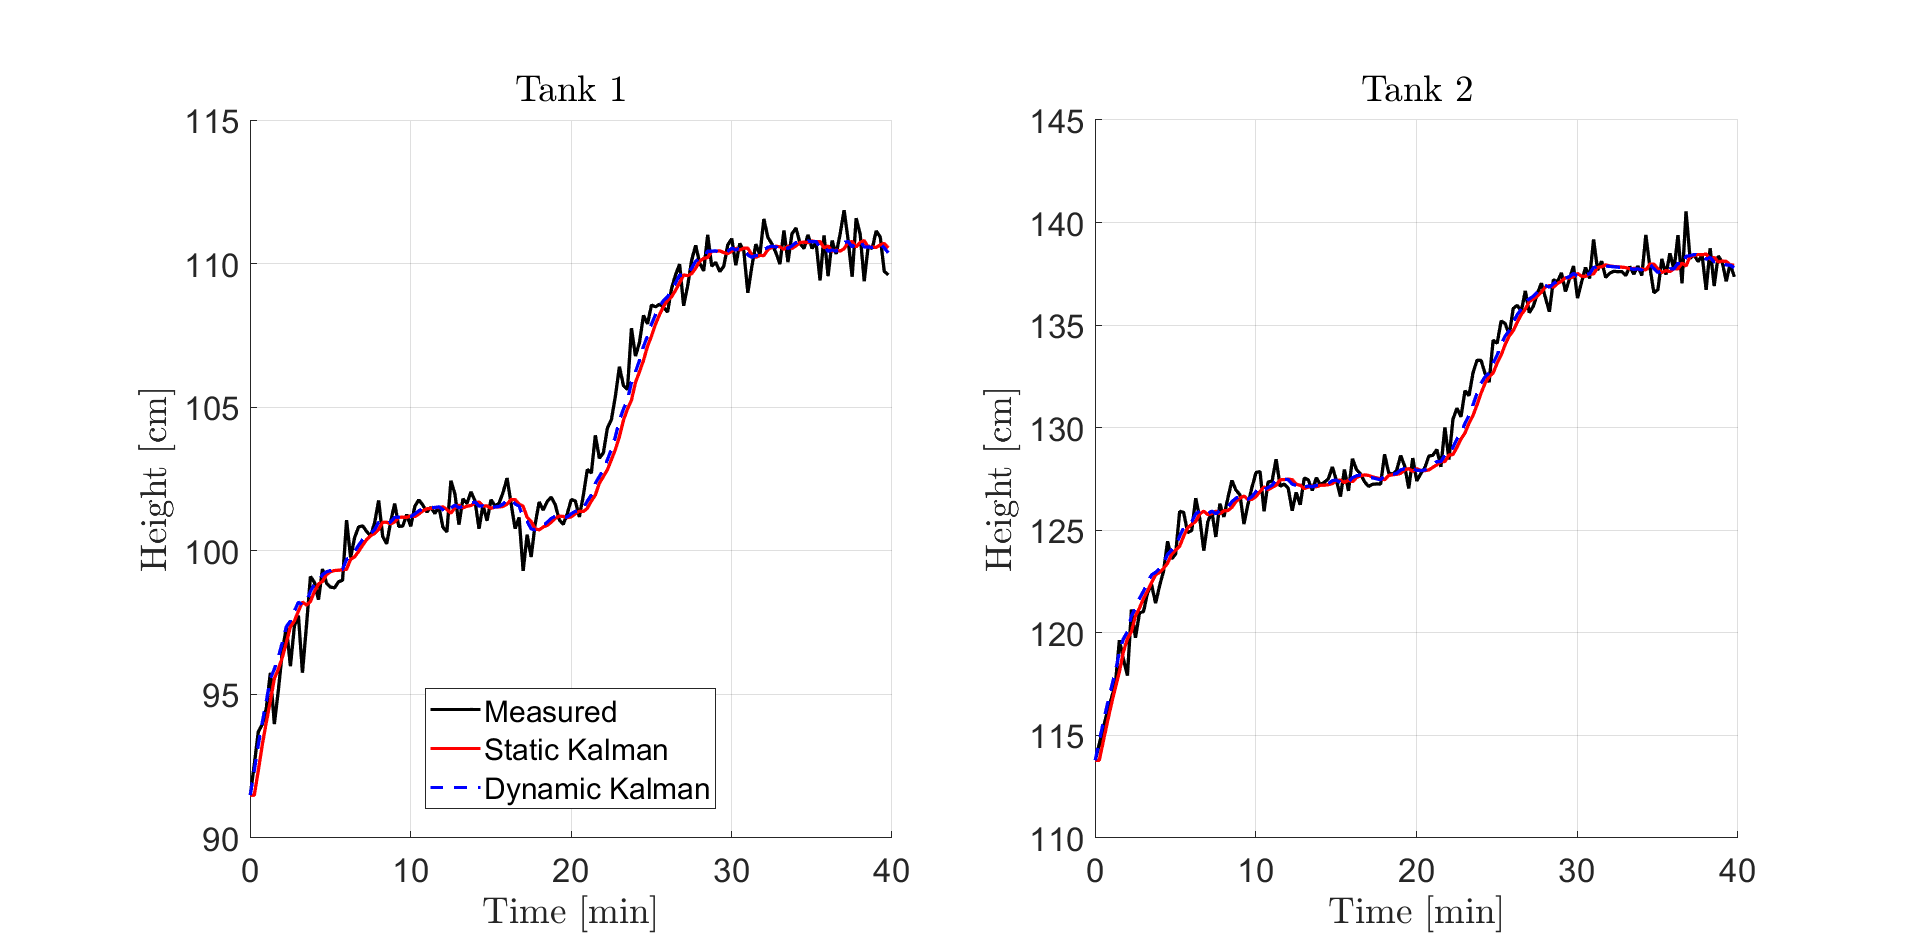 Tank 1
115
110
105
100
95
90
Height [cm]
Measured
Static Kalman
Dynamic Kalman
0 10 20 30 40
Time [min]
Tank 2
145
140
135
130
125
120
115
110
Height [cm]
0 10 20 30 40
Time [min]